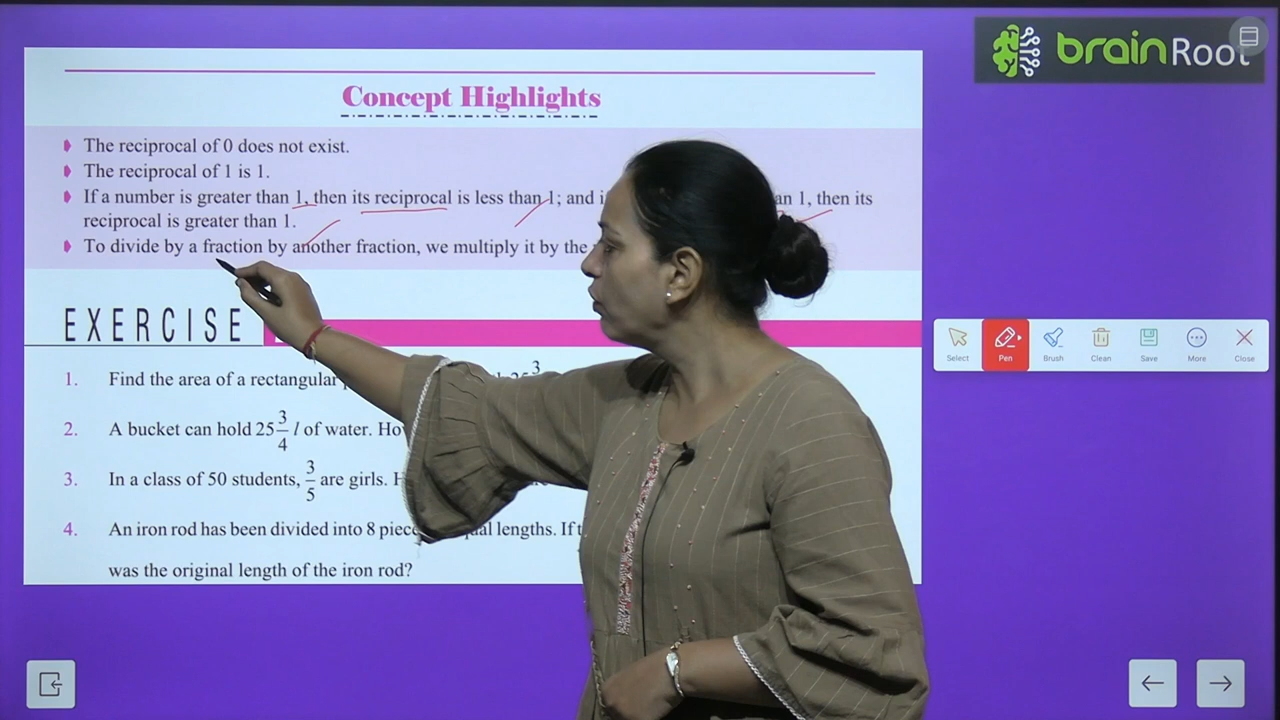 brainRoot
Concept Highlights
The reciprocal of 0 does not exist.
The reciprocal of 1 is 1.
If a number is greater than 1, then its reciprocal is less than 1; and an 1, then its
reciprocal is greater than 1.
To divide by a fraction by another fraction, we multiply it by the
EXERCISE
1. Find the area of a rectangular 3
2. A bucket can hold 25 3/4 l of water.
3. In a class of 50 students, 3/5 are girls.
4. An iron rod has been divided into 8 lengths. If
was the original length of the iron rod?
Select Pen Brush Clean Save More Close